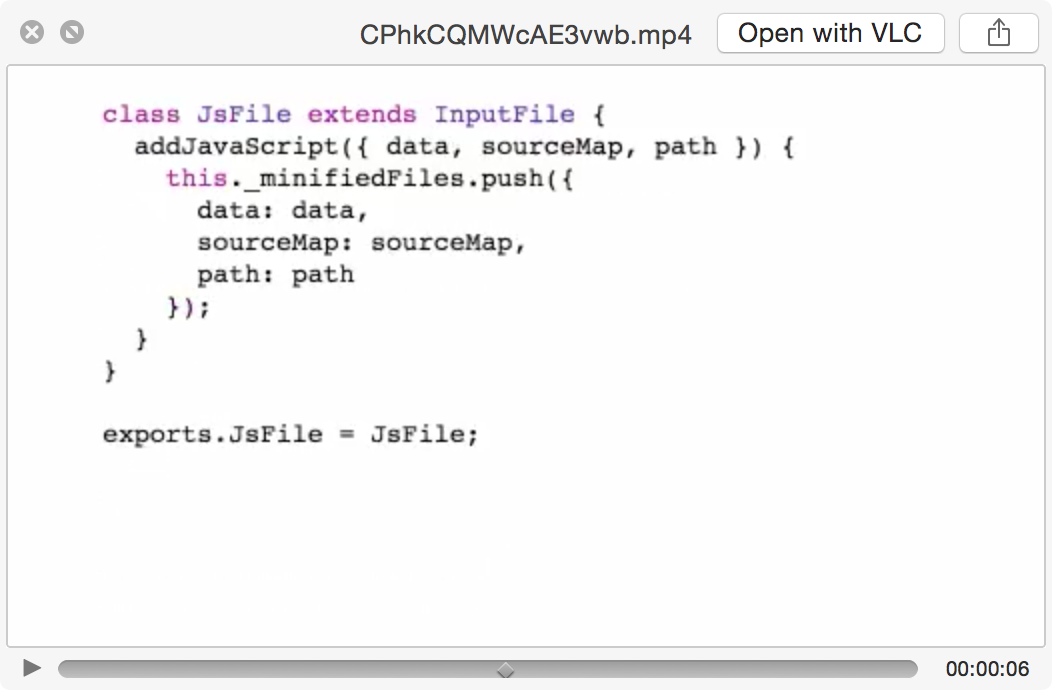 CPhkCQMWcAE3vwb.mp4
Open with VLC
class JsFile extends InputFile {
  addJavaScript({ data, sourceMap, path }) {
    this._minifiedFiles.push({
      data: data,
      sourceMap: sourceMap,
      path: path
    });
  }
}

exports.JsFile = JsFile;
00:00:06